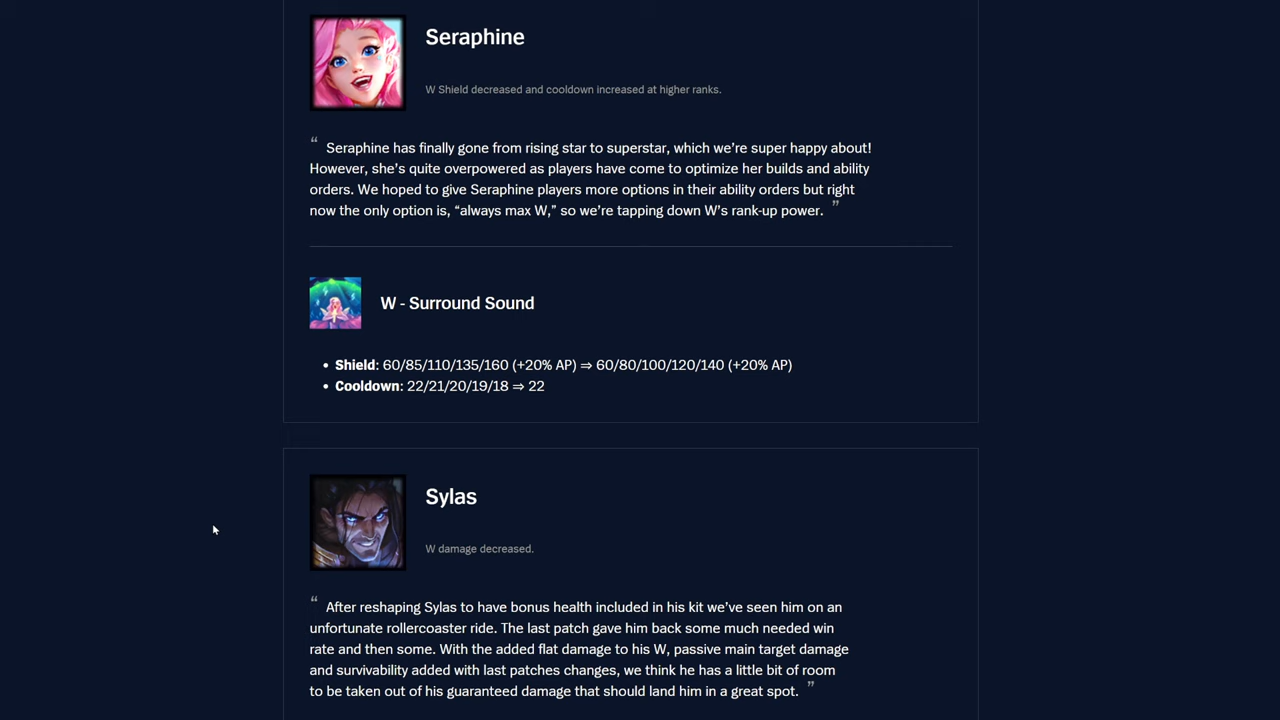 Seraphine
W Shield decreased and cooldown increased at higher ranks.
“ Seraphine has finally gone from rising star to superstar, which we’re super happy about!
However, she’s quite overpowered as players have come to optimize her builds and ability
orders. We hoped to give Seraphine players more options in their ability orders but right
now the only option is, “always max W,” so we’re tapping down W’s rank-up power. ”
W - Surround Sound
• Shield: 60/85/110/135/160 (+20% AP) ⇒ 60/80/100/120/140 (+20% AP)
• Cooldown: 22/21/20/19/18 ⇒ 22
Sylas
W damage decreased.
“ After reshaping Sylas to have bonus health included in his kit we’ve seen him on an
unfortunate rollercoaster ride. The last patch gave him back some much needed win
rate and then some. With the added flat damage to his W, passive main target damage
and survivability added with last patches changes, we think he has a little bit of room
to be taken out of his guaranteed damage that should land him in a great spot. ”